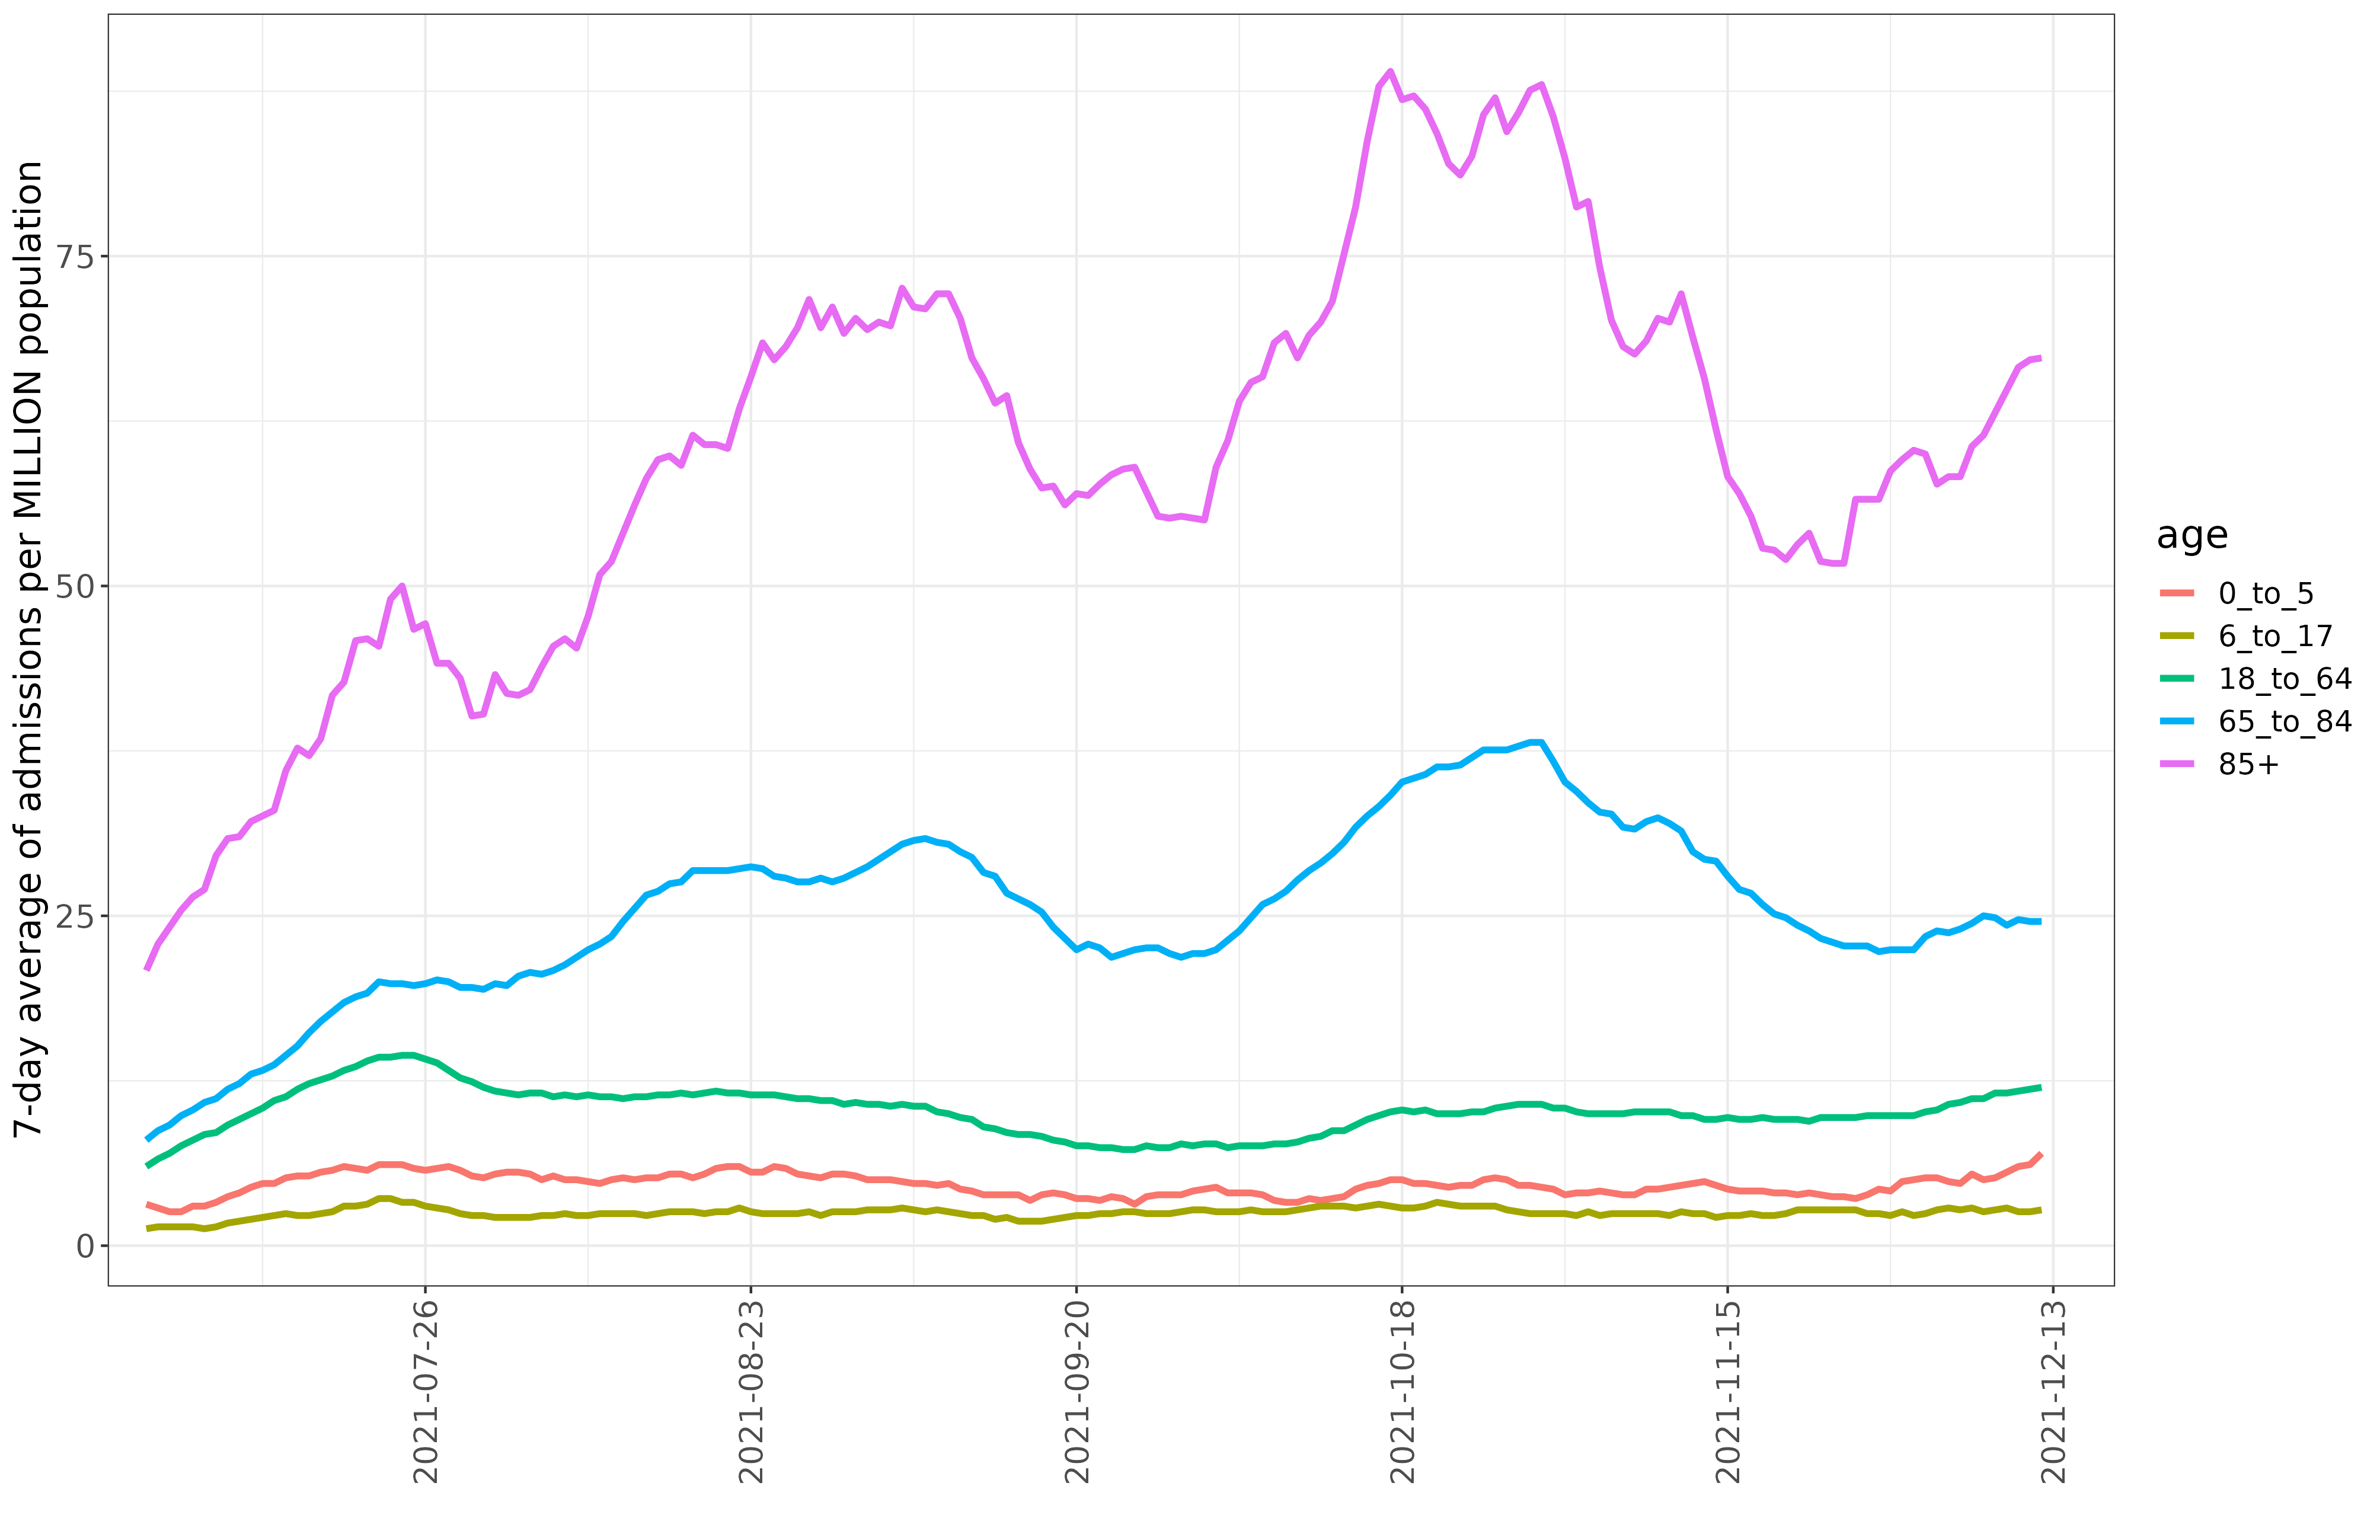 7-day average of admissions per MILLION population
75
50
25
0
2021-07-26
2021-08-23
2021-09-20
2021-10-18
2021-11-15
2021-12-13
age
0_to_5
6_to_17
18_to_64
65_to_84
85+